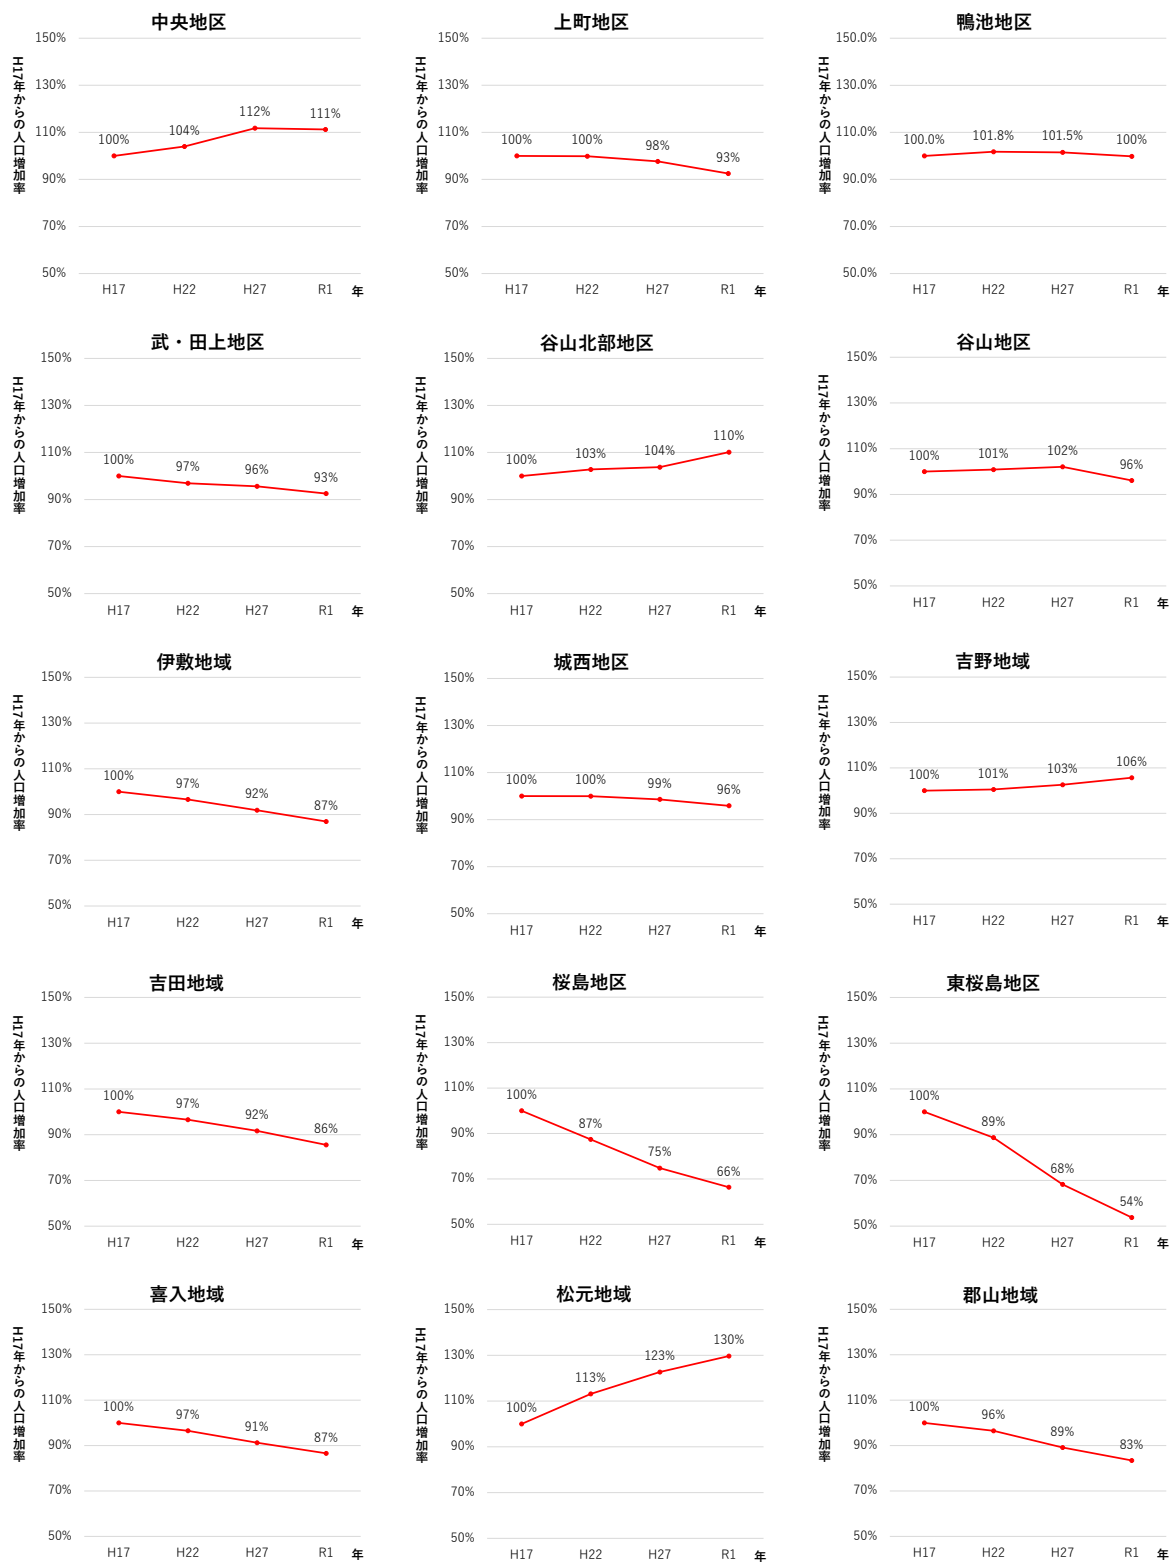 中央地区
H17年からの人口増加率
150%
130%
110%
90%
70%
50%
100%
104%
112%
111%
H17
H22
H27
R1
年
上町地区
H17年からの人口増加率
150%
130%
110%
90%
70%
50%
100%
100%
98%
93%
H17
H22
H27
R1
年
鴨池地区
H17年からの人口増加率
150.0%
130.0%
110.0%
90.0%
70.0%
50.0%
100.0%
101.8%
101.5%
100%
H17
H22
H27
R1
年
武・田上地区
H17年からの人口増加率
150%
130%
110%
90%
70%
50%
100%
97%
96%
93%
H17
H22
H27
R1
年
谷山北部地区
H17年からの人口増加率
150%
130%
110%
90%
70%
50%
100%
103%
104%
110%
H17
H22
H27
R1
年
谷山地区
H17年からの人口増加率
150%
130%
110%
90%
70%
50%
100%
101%
102%
96%
H17
H22
H27
R1
年
伊敷地域
H17年からの人口増加率
150%
130%
110%
90%
70%
50%
100%
97%
92%
87%
H17
H22
H27
R1
年
城西地区
H17年からの人口増加率
150%
130%
110%
90%
70%
50%
100%
100%
99%
96%
H17
H22
H27
R1
年
吉野地域
H17年からの人口増加率
150%
130%
110%
90%
70%
50%
100%
101%
103%
106%
H17
H22
H27
R1
年
吉田地域
H17年からの人口増加率
150%
130%
110%
90%
70%
50%
100%
97%
92%
86%
H17
H22
H27
R1
年
桜島地区
H17年からの人口増加率
150%
130%
110%
90%
70%
50%
100%
87%
75%
66%
H17
H22
H27
R1
年
東桜島地区
H17年からの人口増加率
150%
130%
110%
90%
70%
50%
100%
89%
68%
54%
H17
H22
H27
R1
年
喜入地域
H17年からの人口増加率
150%
130%
110%
90%
70%
50%
100%
97%
91%
87%
H17
H22
H27
R1
年
松元地域
H17年からの人口増加率
150%
130%
110%
90%
70%
50%
100%
113%
123%
130%
H17
H22
H27
R1
年
郡山地域
H17年からの人口増加率
150%
130%
110%
90%
70%
50%
100%
96%
89%
83%
H17
H22
H27
R1
年